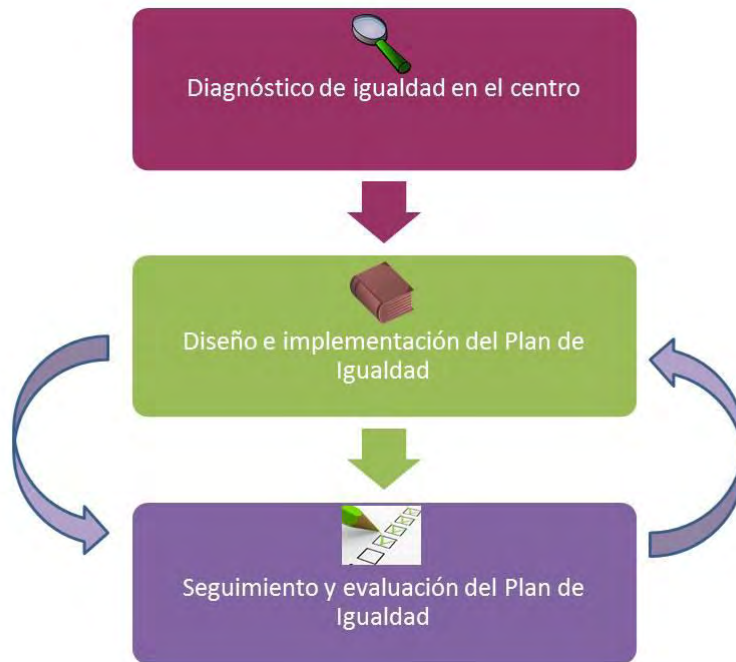 Diagnóstico de igualdad en el centro
Diseño e implementación del Plan de
Igualdad
Seguimiento y evaluación del Plan de
Igualdad